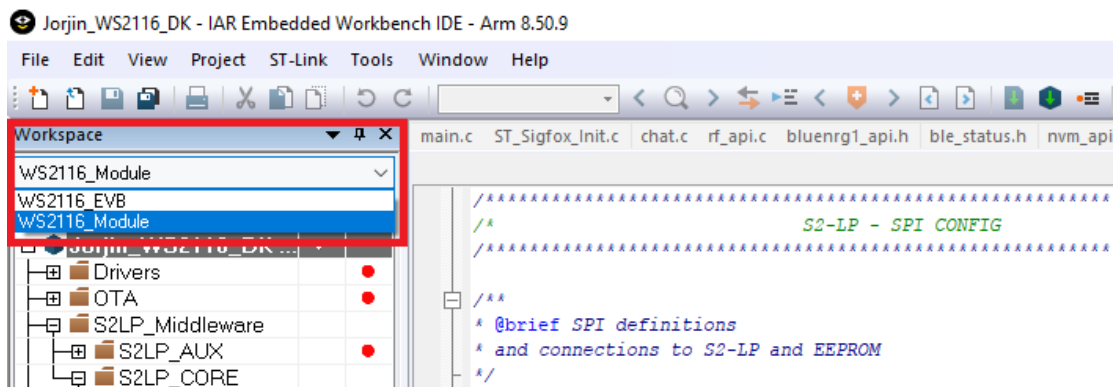 Jorjin_WS2116_DK - IAR Embedded Workbench IDE - Arm 8.50.9
File Edit View Project ST-Link Tools Window Help
Workspace
main.c ST_Sigfox_Init.c chat.c rf_api.c bluenrg1_api.h ble_status.h nvm_api
WS2116_Module
WS2116_EVB
WS2116_Module
Jorjin_WS2116_DK ...
Drivers
OTA
S2LP_Middleware
S2LP_AUX
S2LP_CORE
/*****************************************************************
/* S2-LP - SPI CONFIG
/*****************************************************************
/**
* @brief SPI definitions
* and connections to S2-LP and EEPROM
*/